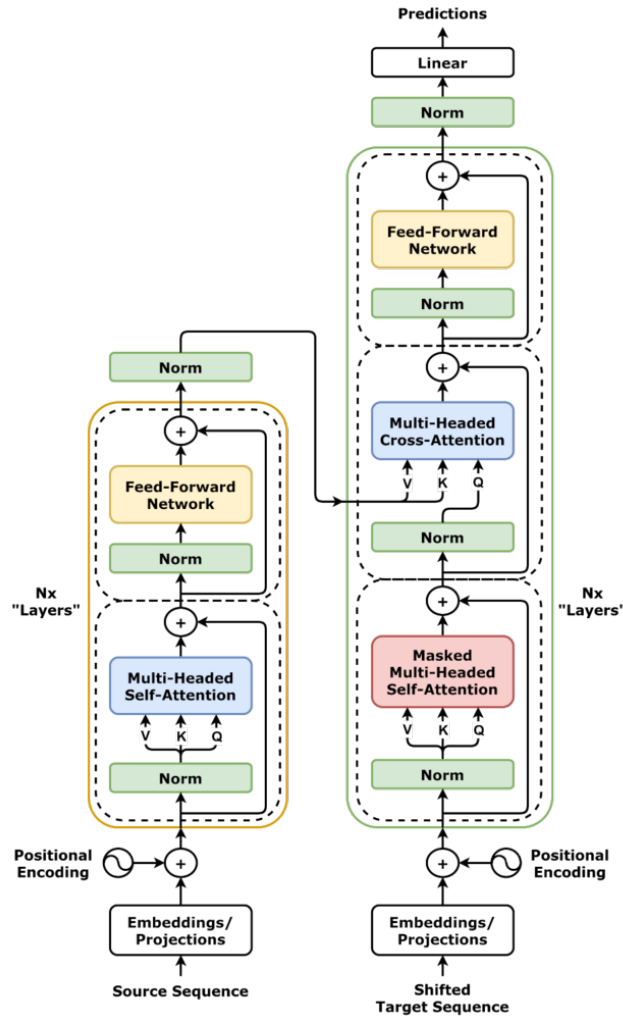 Predictions
Linear
Norm
Feed-Forward
Network
Norm
Multi-Headed
Cross-Attention
V
K
Q
Norm
Masked
Multi-Headed
Self-Attention
V
K
Q
Norm
Nx
"Layers'
Positional
Encoding
Embeddings/
Projections
Shifted
Target Sequence
Norm
Feed-Forward
Network
Norm
Nx
"Layers"
Multi-Headed
Self-Attention
V
K
Q
Norm
Positional
Encoding
Embeddings/
Projections
Source Sequence